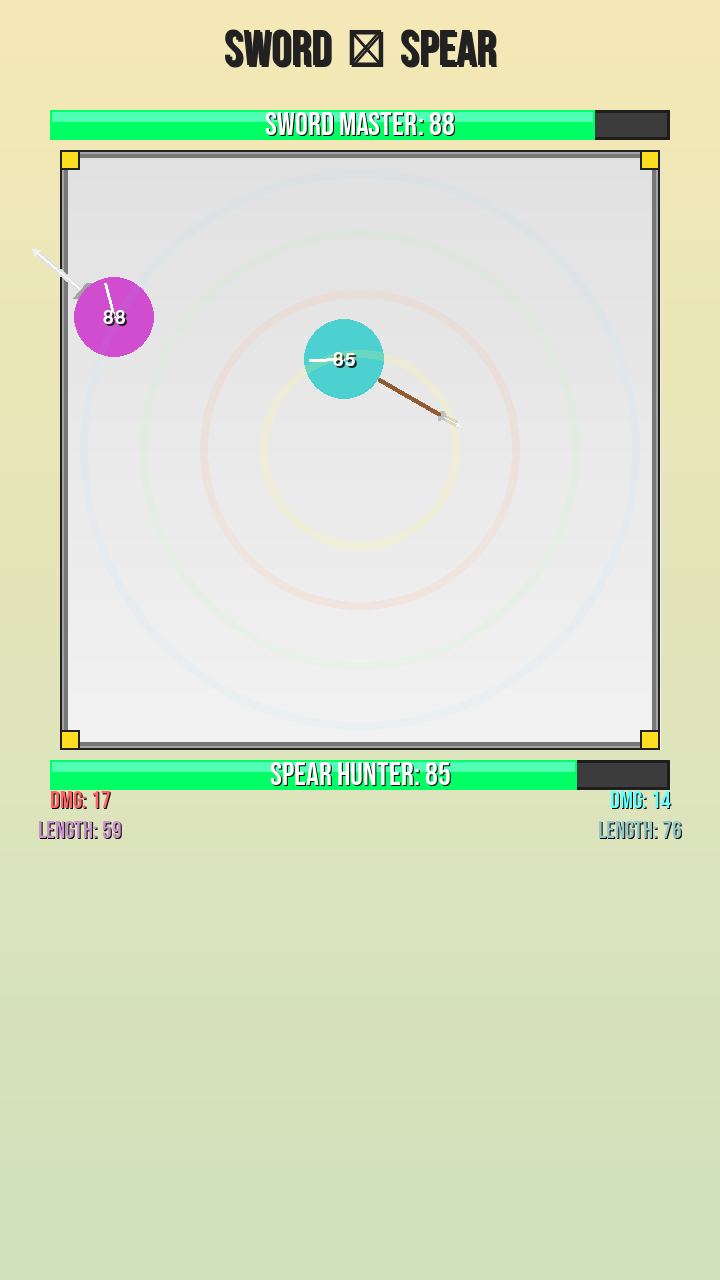 SWORD ☒ SPEAR
SWORD MASTER: 88
88
85
SPEAR HUNTER: 85
DMG: 17
DMG: 14
LENGTH: 59
LENGTH: 76